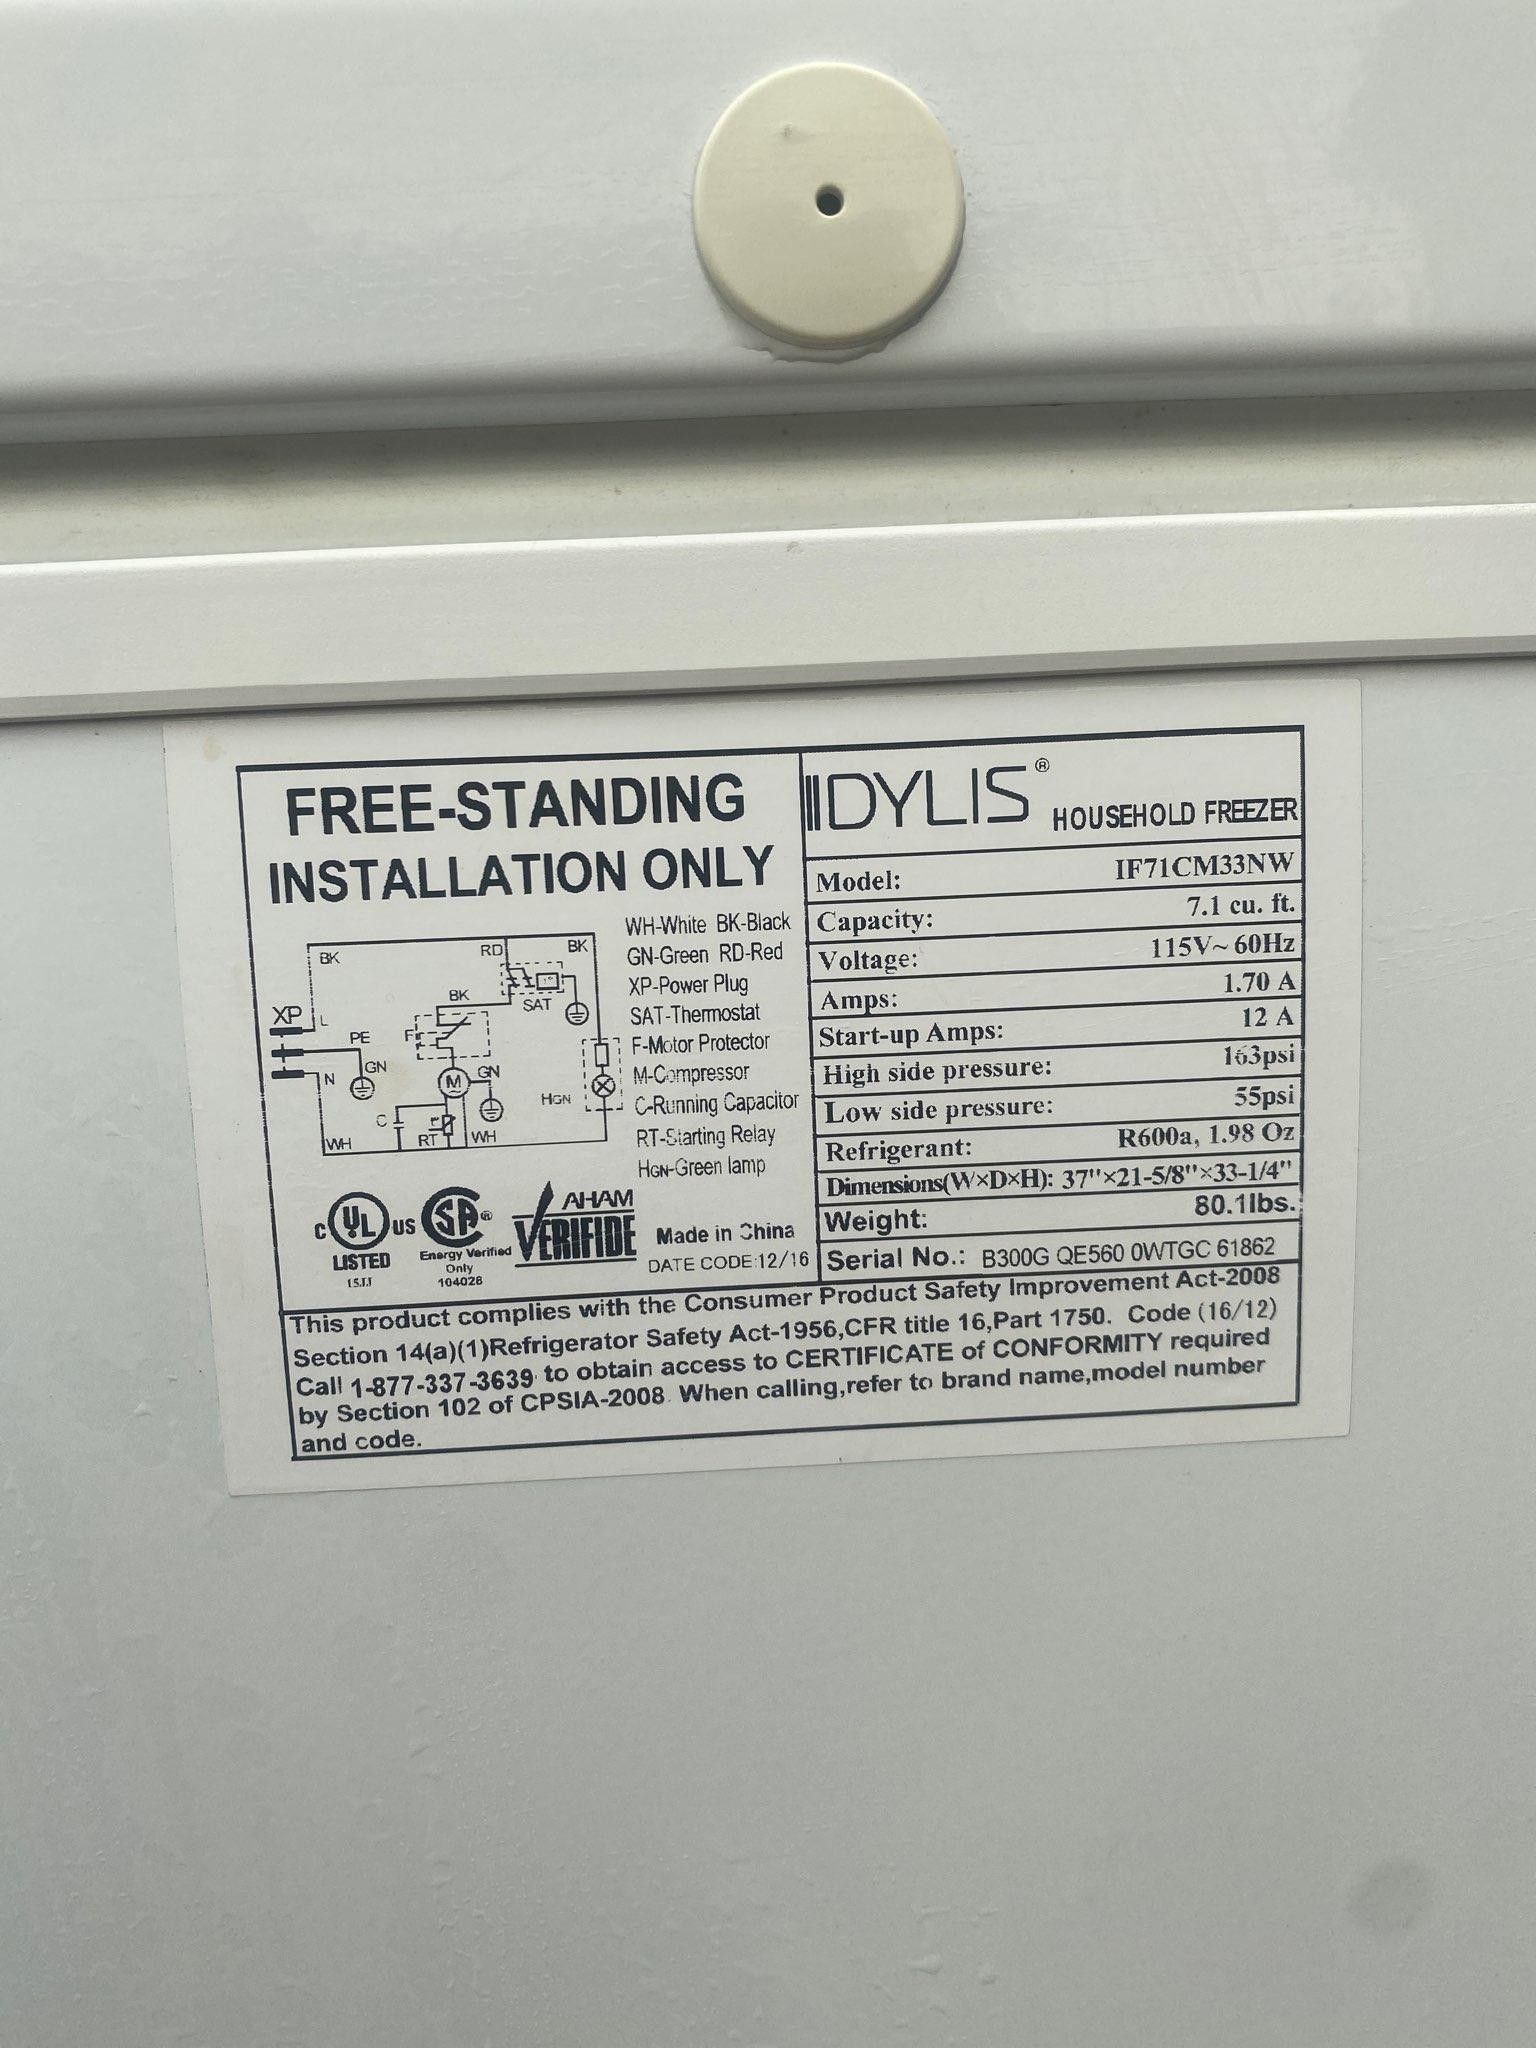 FREE-STANDING
INSTALLATION ONLY
WH-White BK-Black
GN-Green RD-Red
XP-Power Plug
SAT-Thermostat
F-Motor Protector
M-Compressor
C-Running Capacitor
RT-Starting Relay
HGN-Green lamp
BK
RD
BK
BK
SAT
XP
L
PE
F
GN
N
M
GN
HGN
C
RT
WH
WH
C UL US
LISTED
SA®
Energy Verified
Only
104028
AHAM
VERIFIDE
Made in China
DATE CODE:12/16
IDYLIS® HOUSEHOLD FREEZER
Model: IF71CM33NW
Capacity: 7.1 cu. ft.
Voltage: 115V~ 60Hz
Amps: 1.70 A
Start-up Amps: 12 A
High side pressure: 163psi
Low side pressure: 55psi
Refrigerant: R600a, 1.98 Oz
Dimensions(W×D×H): 37"×21-5/8"×33-1/4"
Weight: 80.1lbs.
Serial No.: B300G QE560 0WTGC 61862
This product complies with the Consumer Product Safety Improvement Act-2008
Section 14(a)(1)Refrigerator Safety Act-1956,CFR title 16,Part 1750. Code (16/12)
Call 1-877-337-3639 to obtain access to CERTIFICATE of CONFORMITY required
by Section 102 of CPSIA-2008. When calling,refer to brand name,model number
and code.